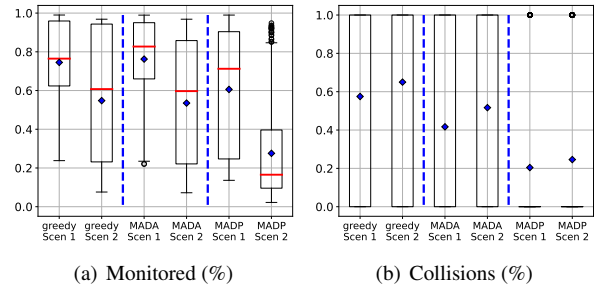 1.0
0.8
0.6
0.4
0.2
0.0
greedy Scen 1
greedy Scen 2
MADA Scen 1
MADA Scen 2
MADP Scen 1
MADP Scen 2
(a) Monitored (%)
1.0
0.8
0.6
0.4
0.2
0.0
greedy Scen 1
greedy Scen 2
MADA Scen 1
MADA Scen 2
MADP Scen 1
MADP Scen 2
(b) Collisions (%)